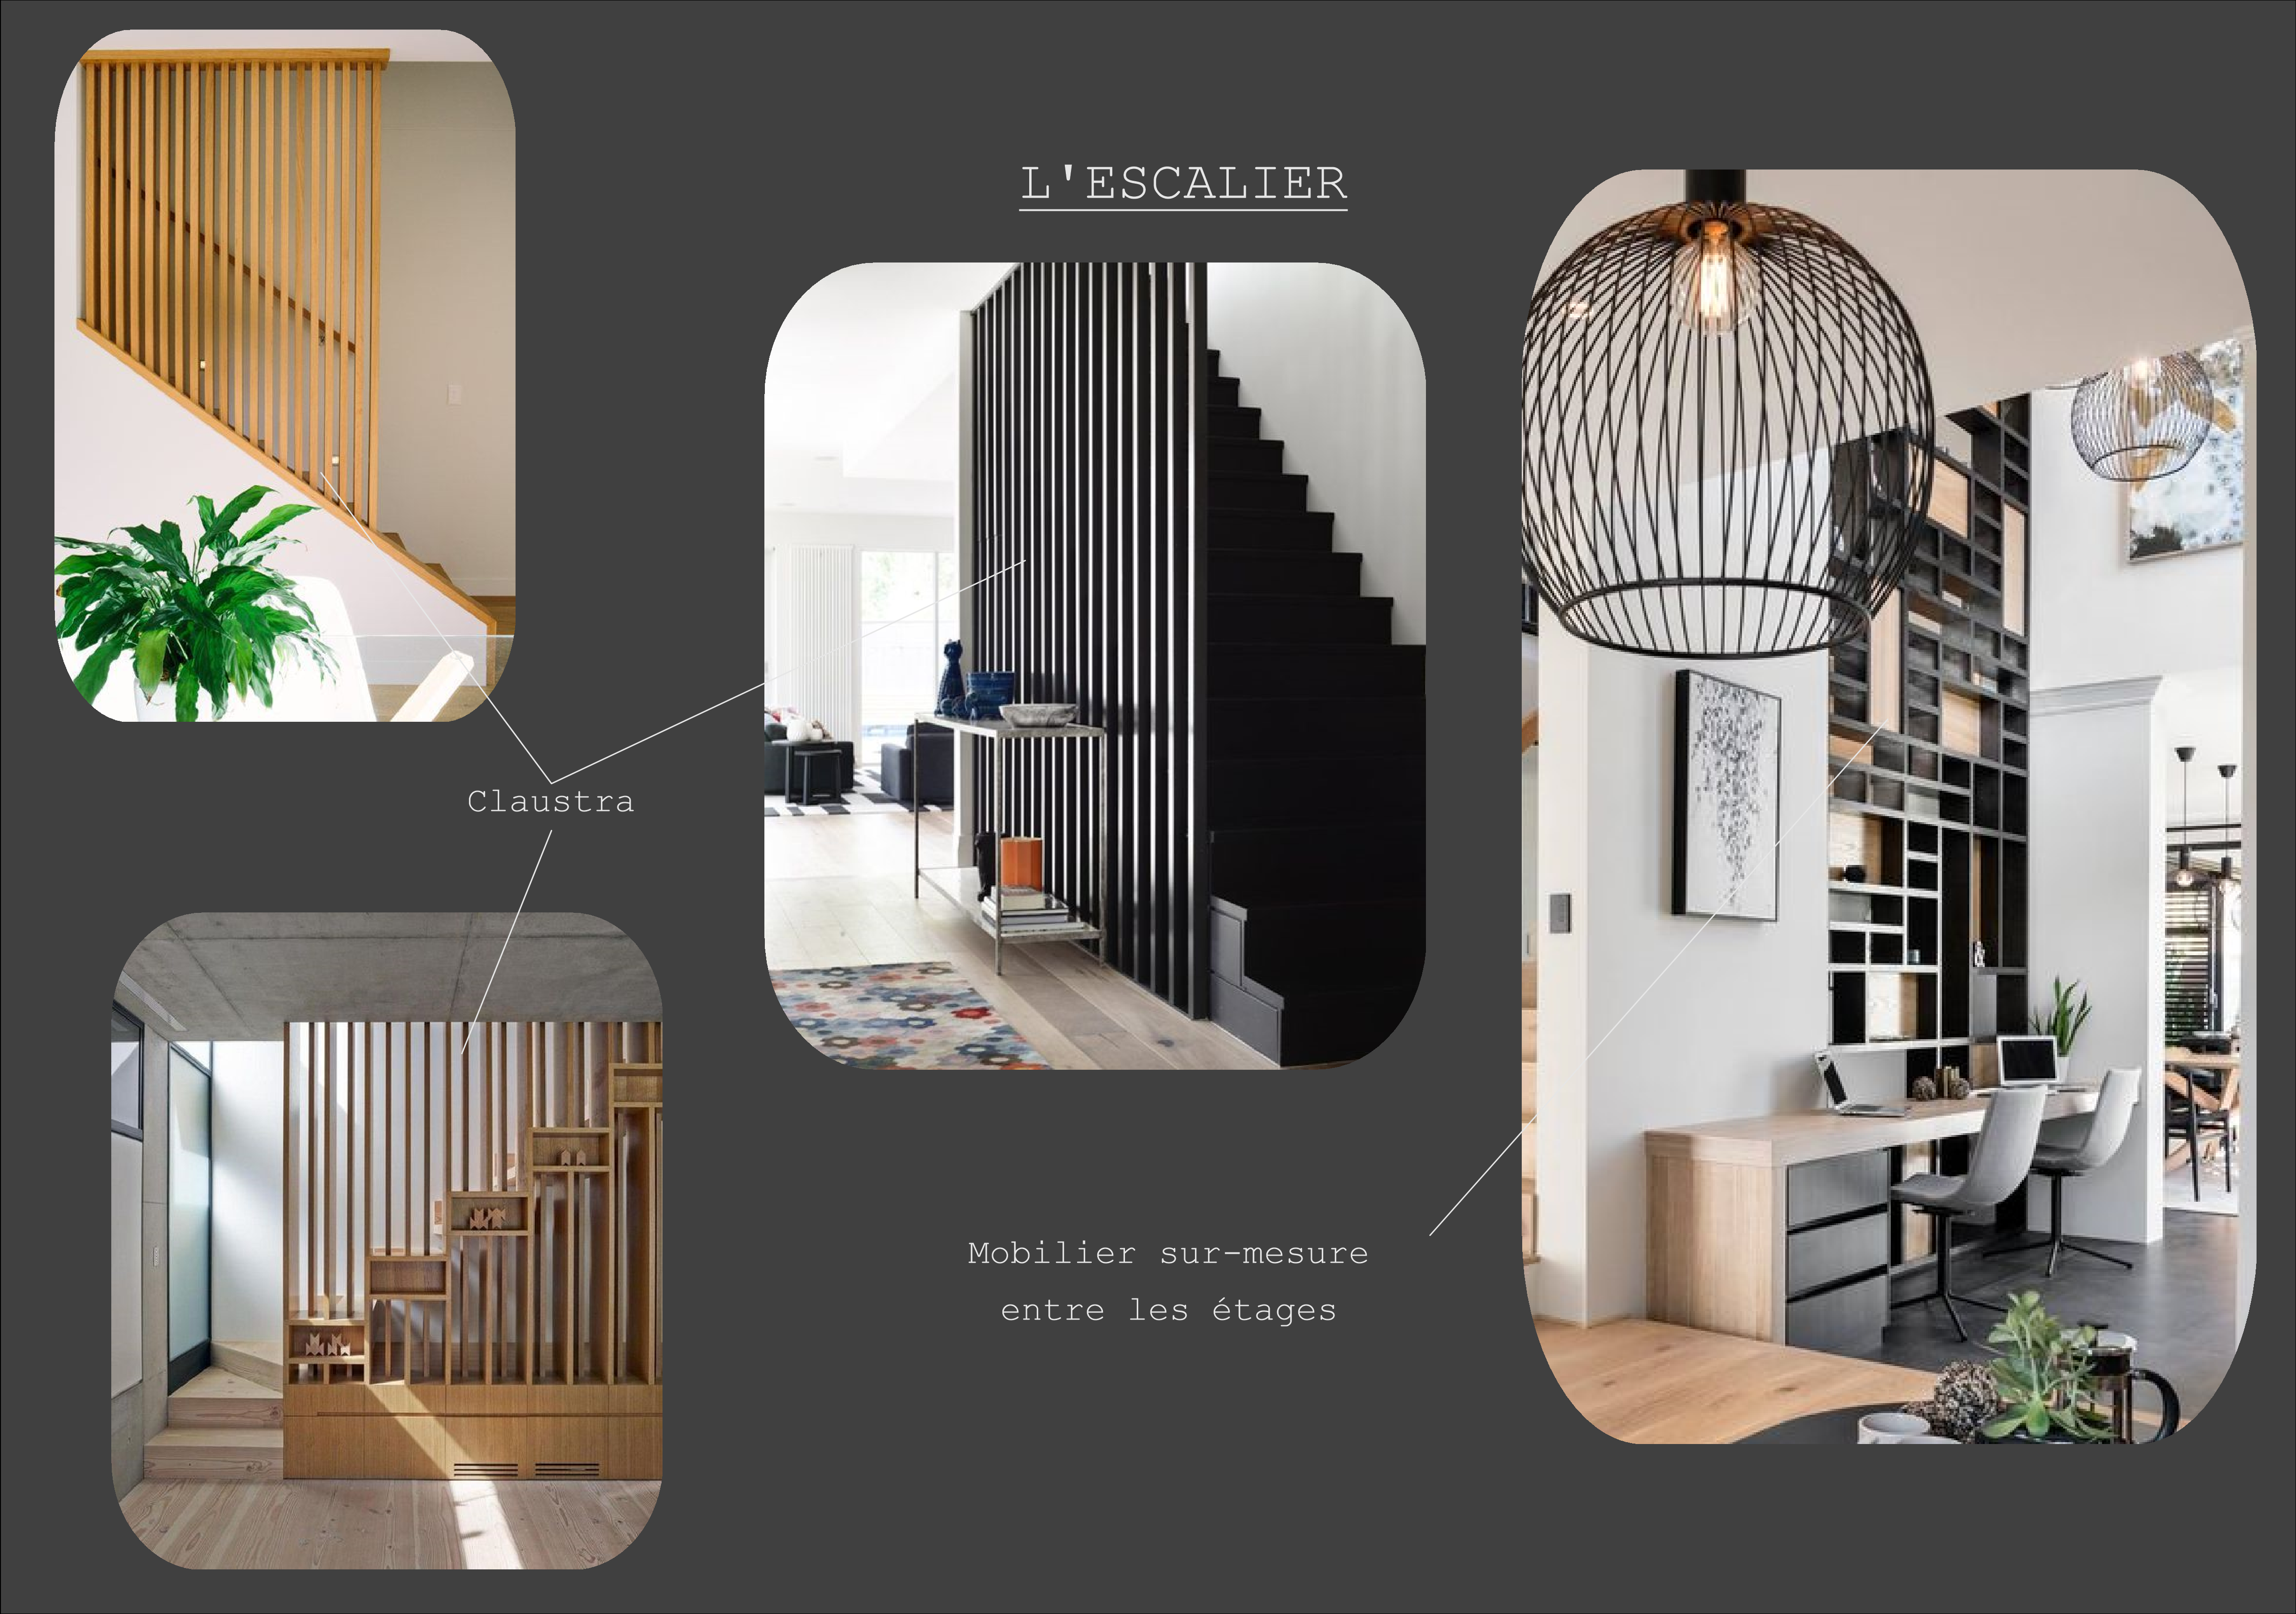 L'ESCALIER
Claustra
Mobilier sur-mesure
entre les étages